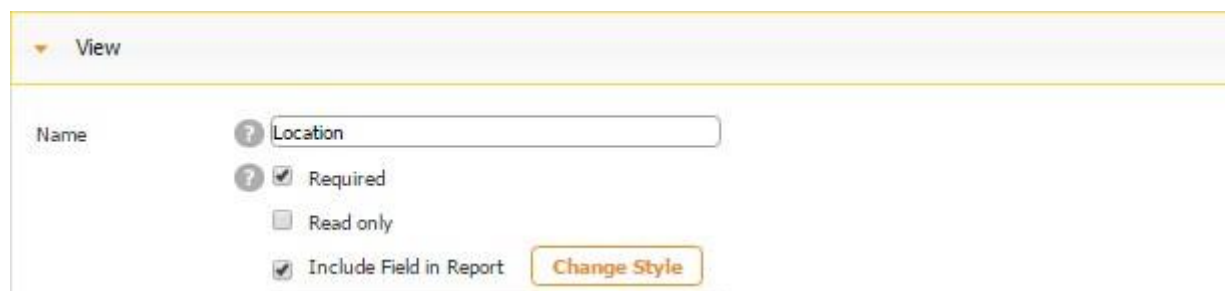 View
Name ? Location
? Required
Read only
Include Field in Report Change Style